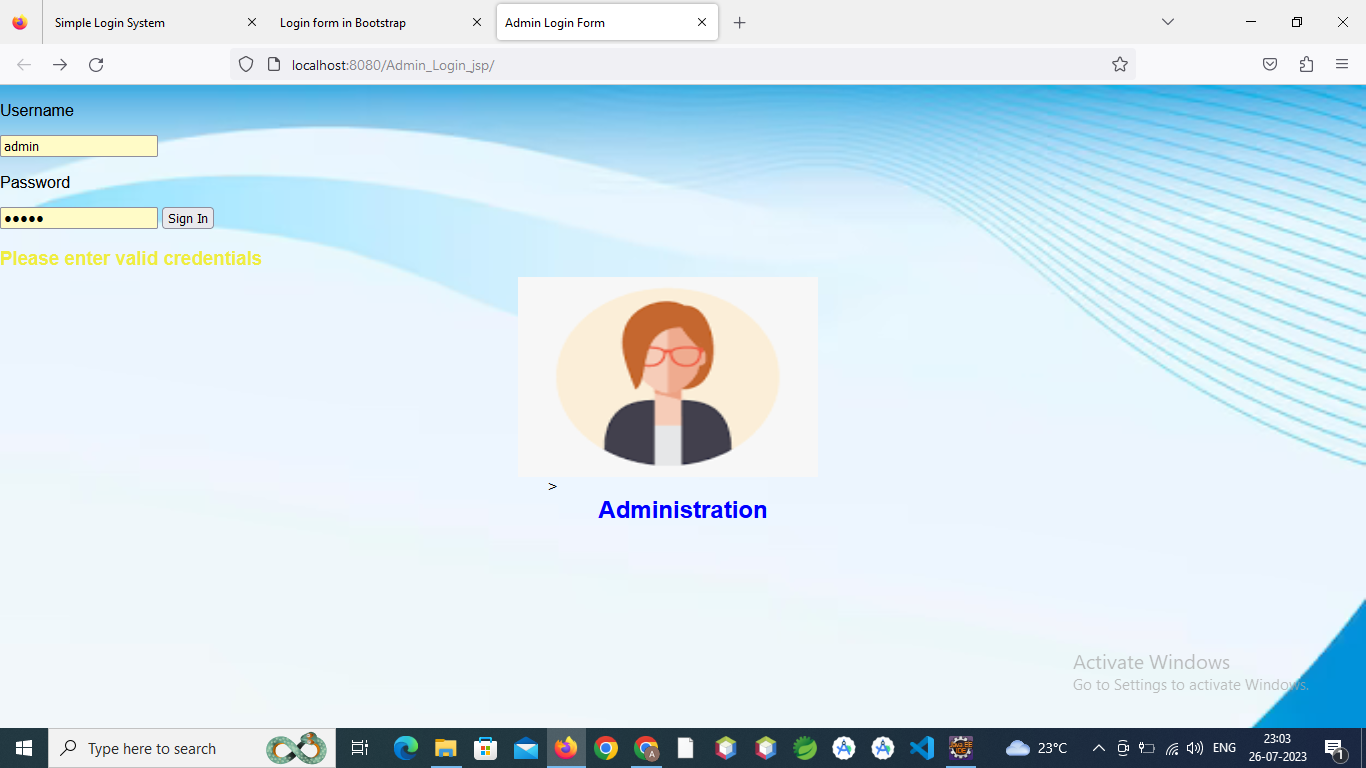 Simple Login System
Login form in Bootstrap
Admin Login Form
localhost:8080/Admin_Login_jsp/
Username
admin
Password
●●●●● Sign In
Please enter valid credentials
>
Administration
Activate Windows
Go to Settings to activate Windows.
Type here to search
23°C
ENG
23:03
26-07-2023
1